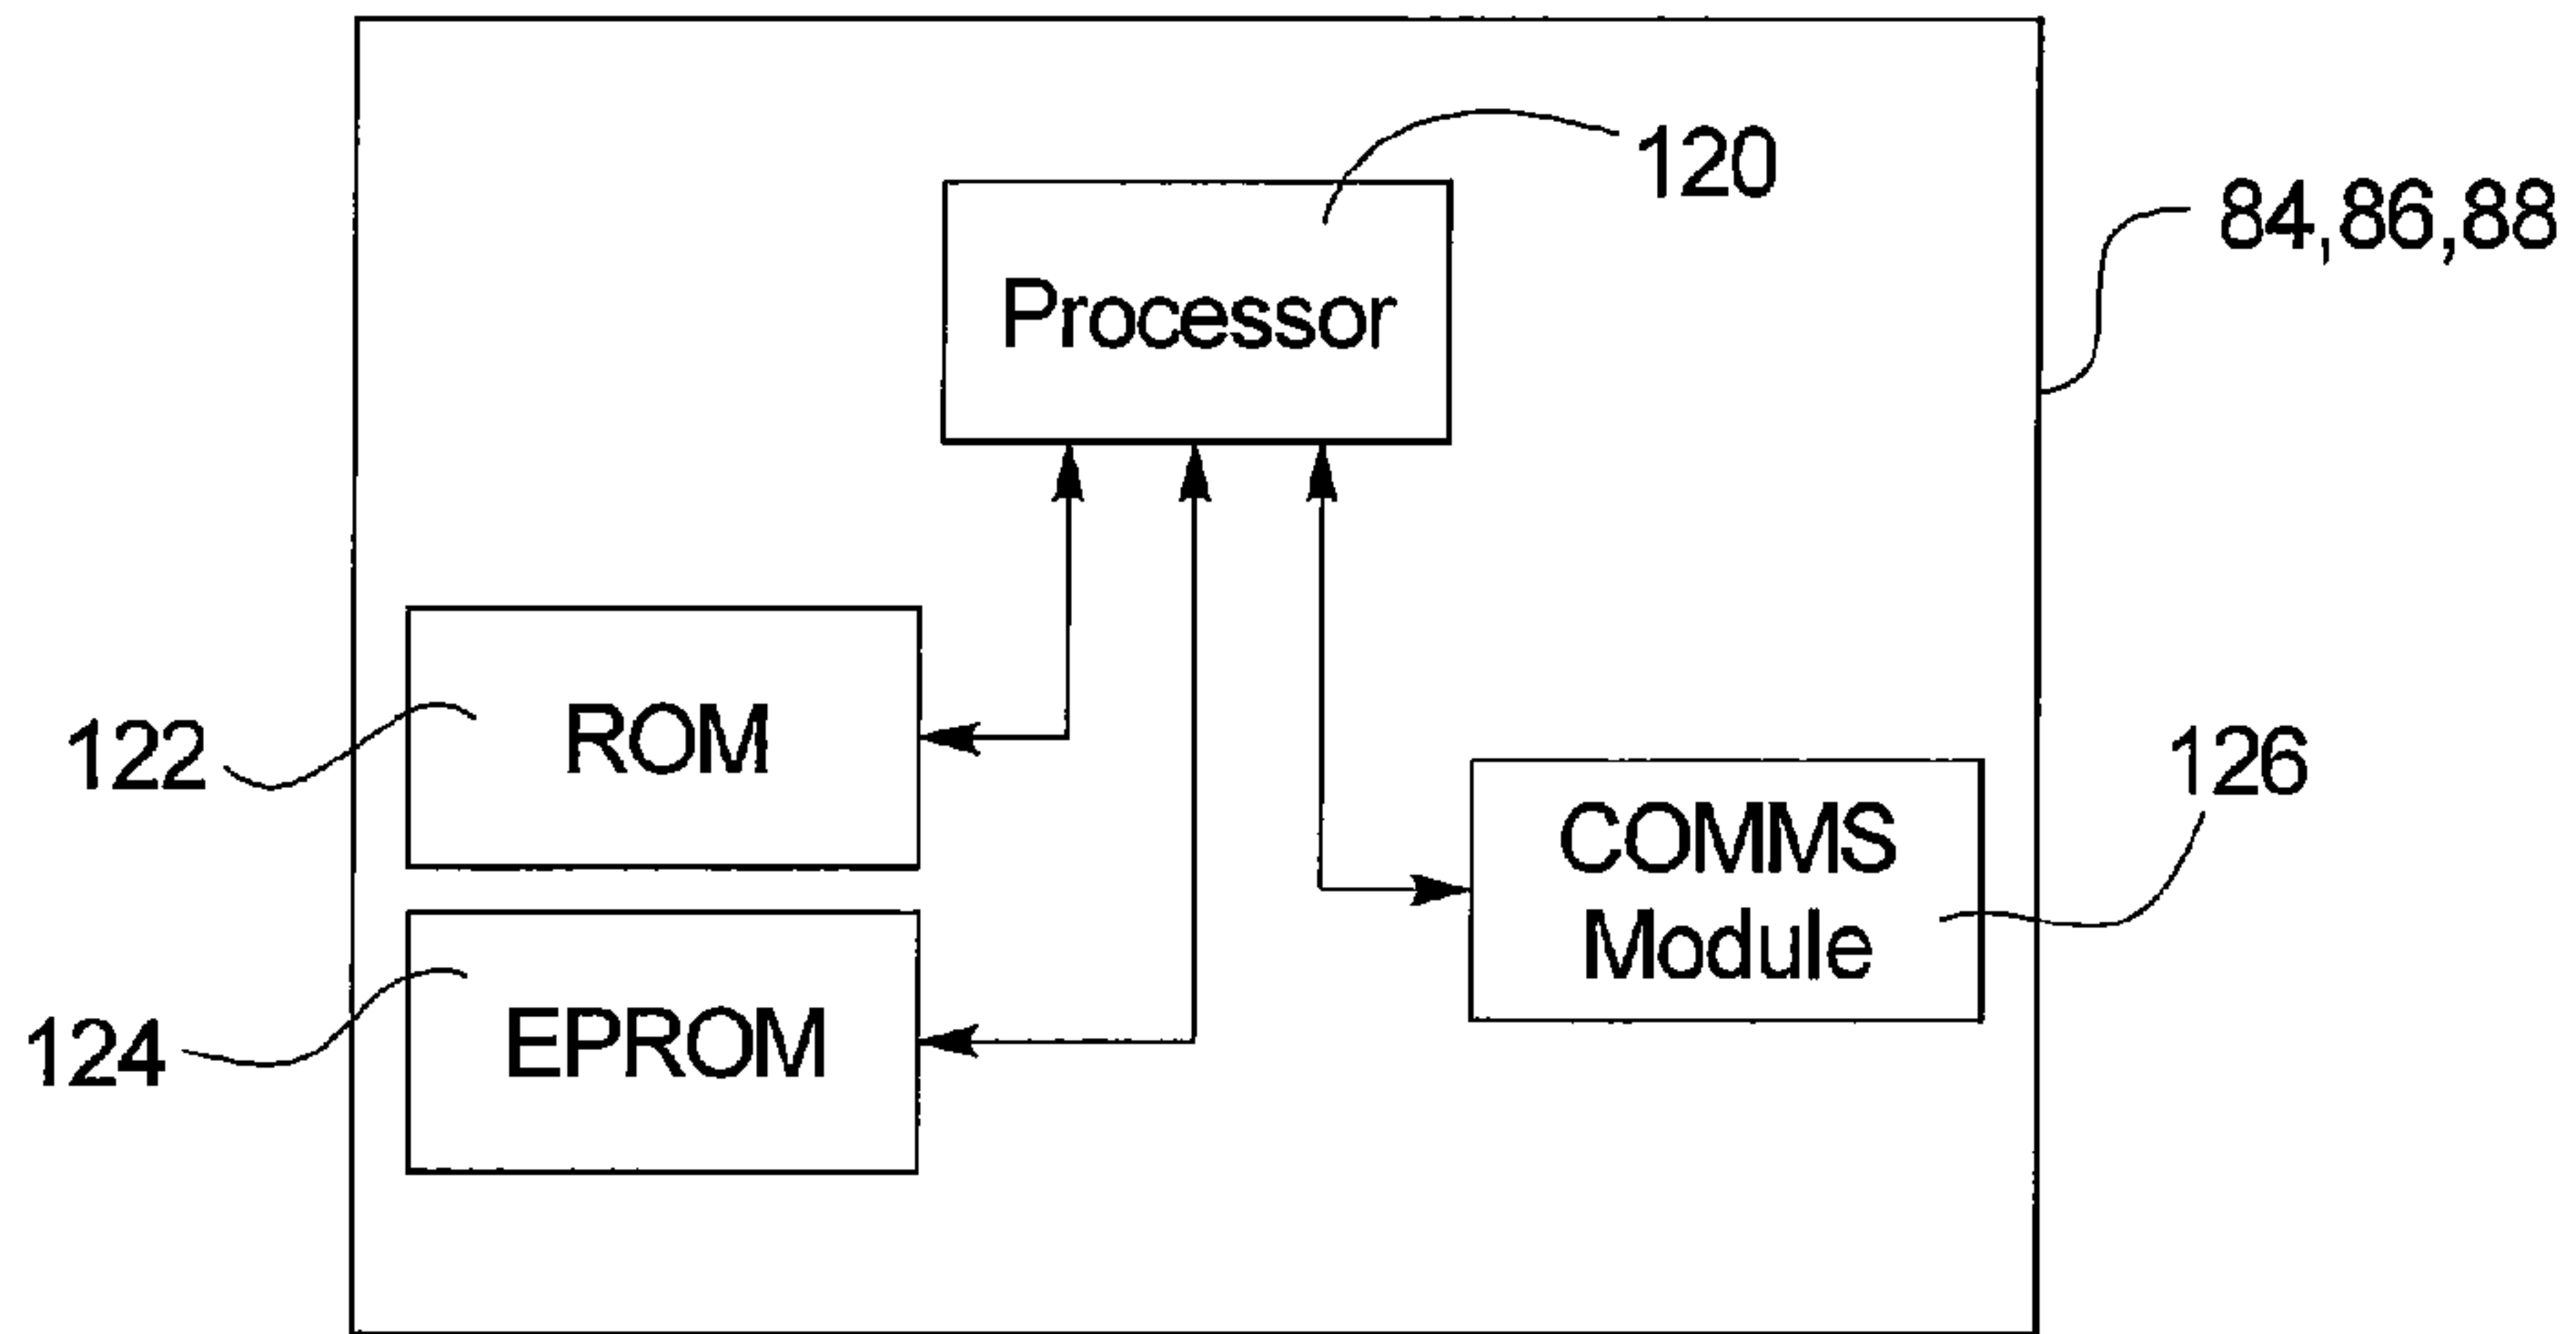 120
84,86,88
Processor
122
ROM
126
COMMS
Module
124
EPROM